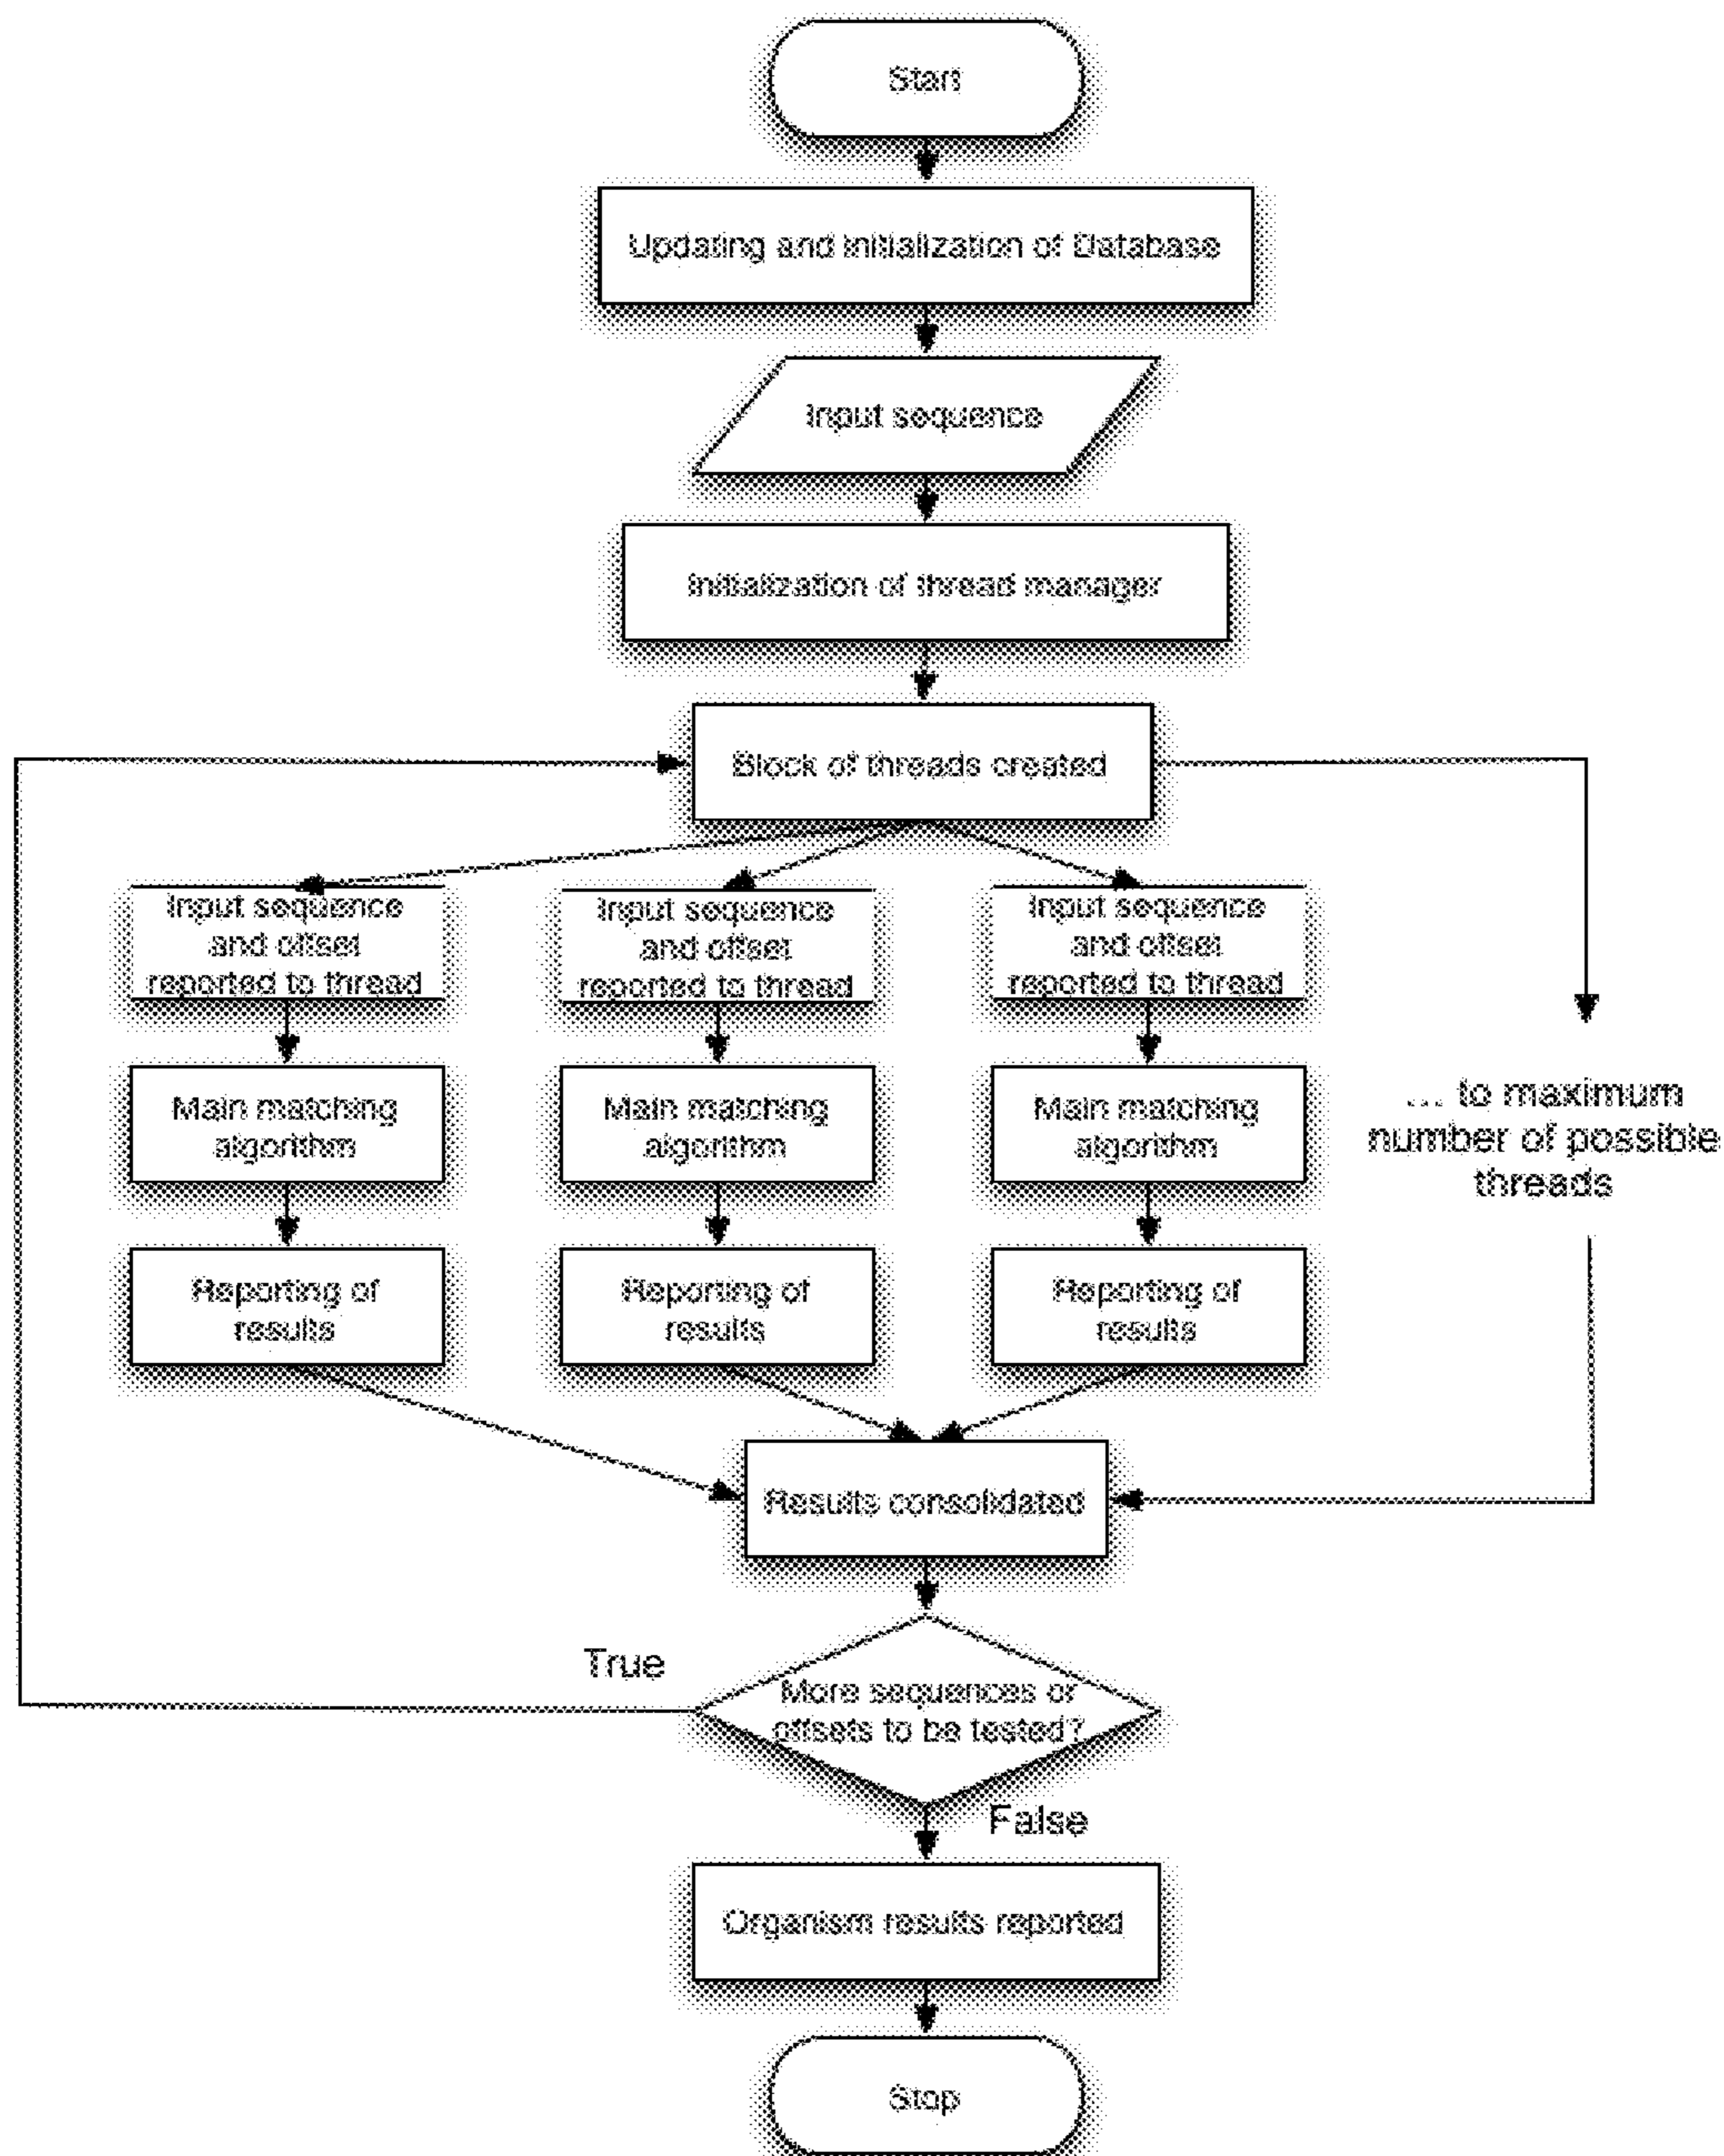 Start
Updating and Initialization of Database
Input sequence
Initialization of thread manager
Block of threads created
Input sequence
and offset
reported to thread
Input sequence
and offset
reported to thread
Input sequence
and offset
reported to thread
Main matching
algorithm
Main matching
algorithm
Main matching
algorithm
... to maximum
number of possible
threads
Reporting of
results
Reporting of
results
Reporting of
results
Results consolidated
True
More sequences or
offsets to be tested?
False
Organism results reported
Stop